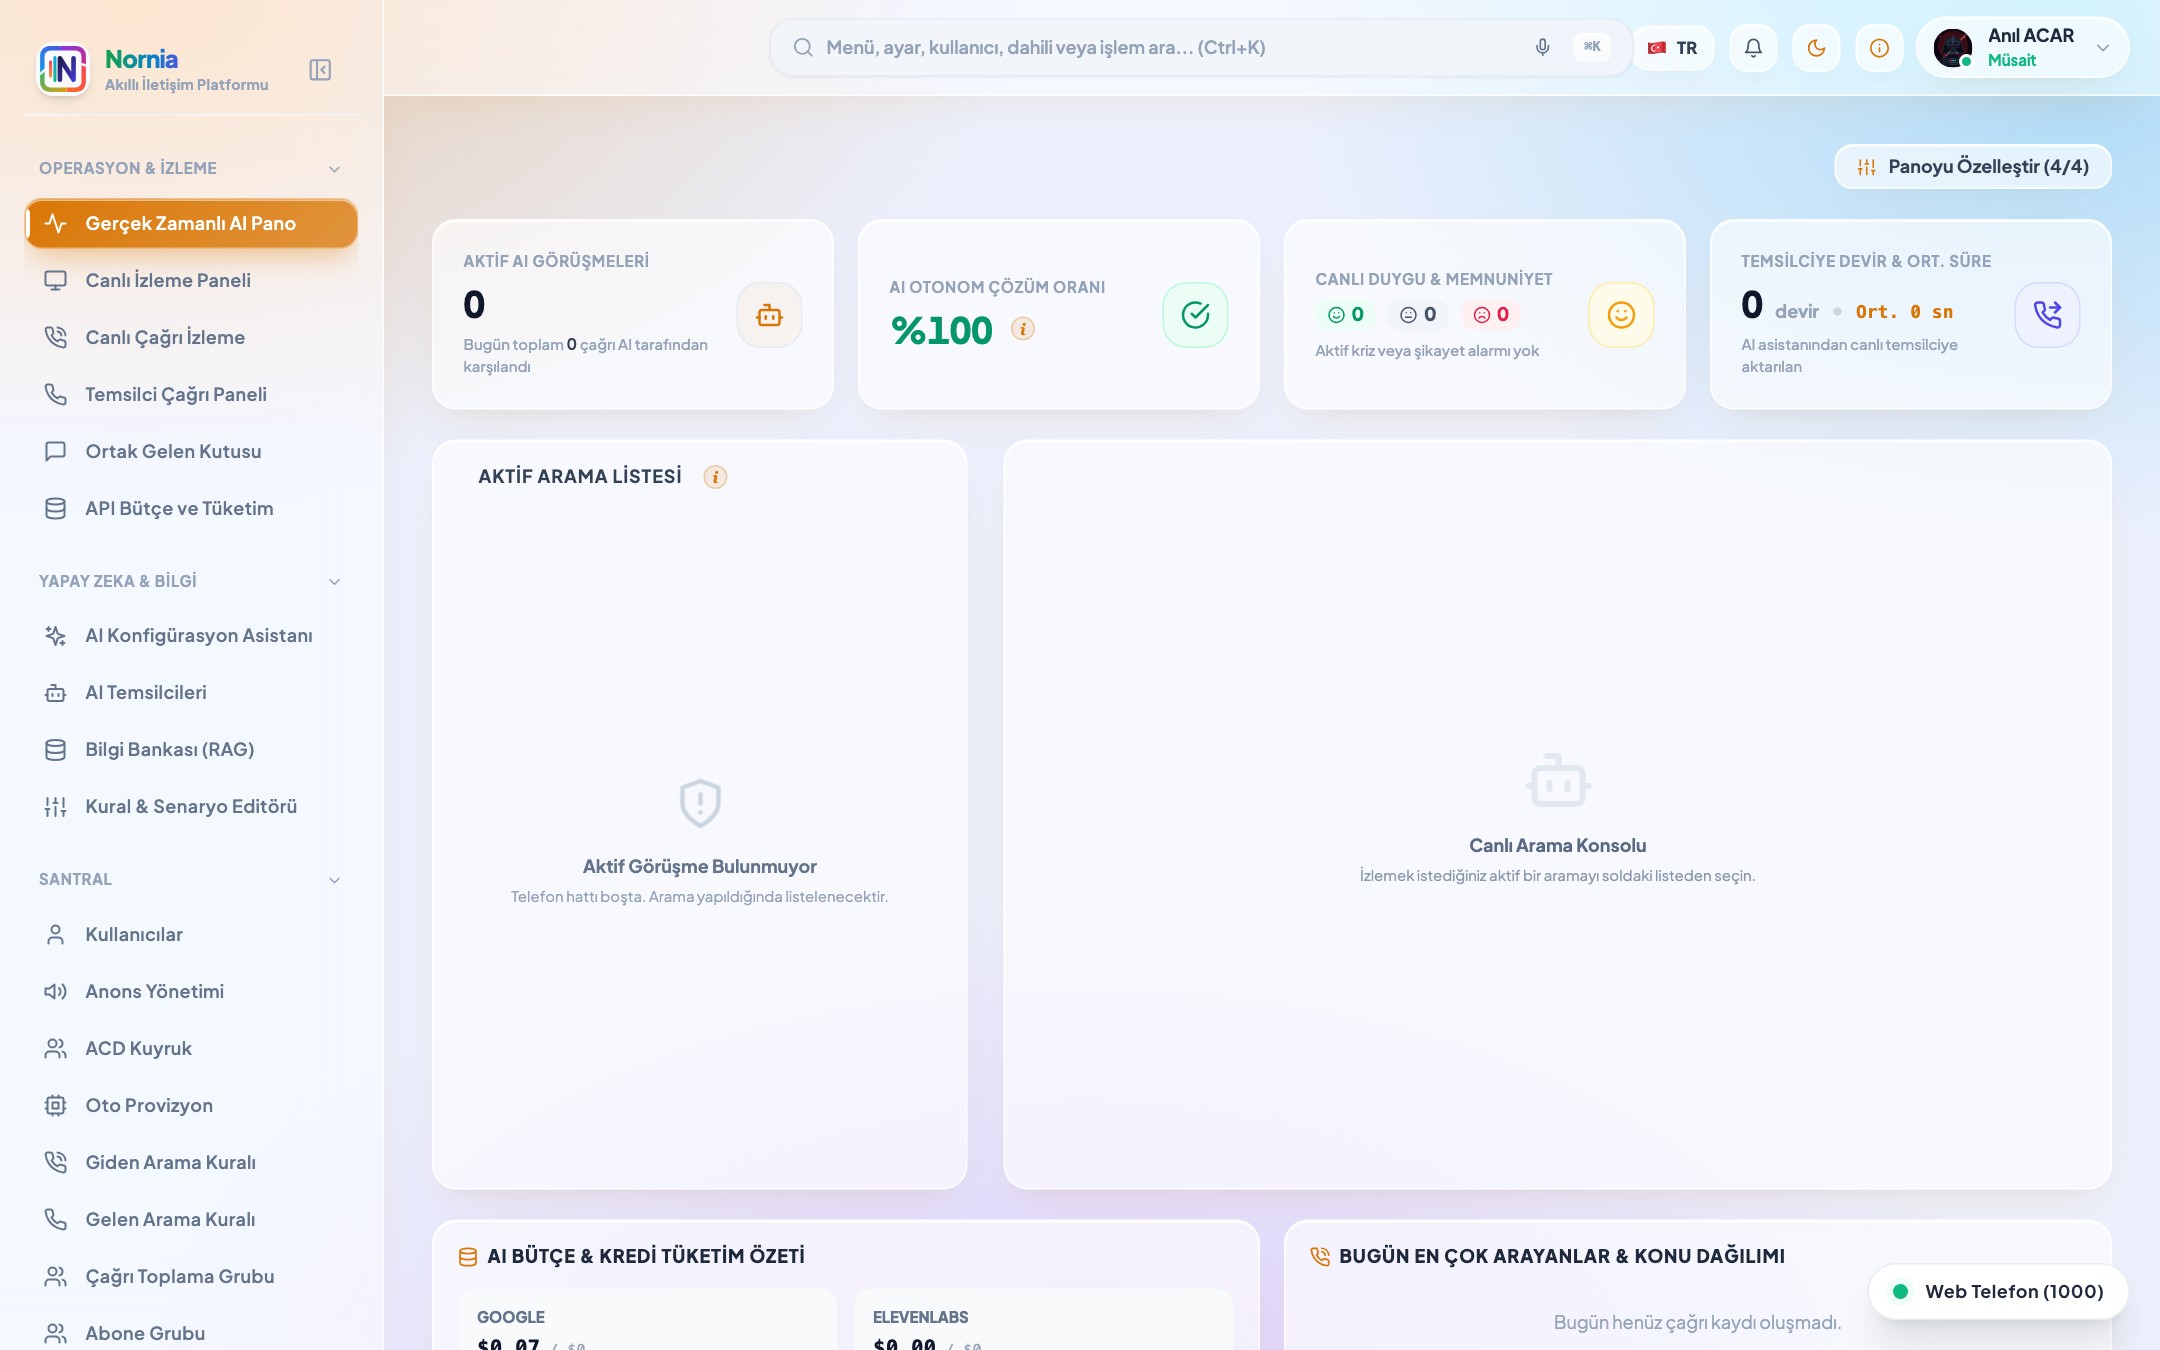 Nornia
Akıllı İletişim Platformu
Menü, ayar, kullanıcı, dahili veya işlem ara... (Ctrl+K)
⌘K
TR
Anıl ACAR
Müsait
OPERASYON & İZLEME
Gerçek Zamanlı AI Pano
Canlı İzleme Paneli
Canlı Çağrı İzleme
Temsilci Çağrı Paneli
Ortak Gelen Kutusu
API Bütçe ve Tüketim
YAPAY ZEKA & BİLGİ
AI Konfigürasyon Asistanı
AI Temsilcileri
Bilgi Bankası (RAG)
Kural & Senaryo Editörü
SANTRAL
Kullanıcılar
Anons Yönetimi
ACD Kuyruk
Oto Provizyon
Giden Arama Kuralı
Gelen Arama Kuralı
Çağrı Toplama Grubu
Abone Grubu
Panoyu Özelleştir (4/4)
AKTİF AI GÖRÜŞMELERİ
0
Bugün toplam 0 çağrı AI tarafından
karşılandı
AI OTONOM ÇÖZÜM ORANI
%100
CANLI DUYGU & MEMNUNİYET
0 0 0
Aktif kriz veya şikayet alarmı yok
TEMSİLCİYE DEVİR & ORT. SÜRE
0 devir • Ort. 0 sn
AI asistanından canlı temsilciye
aktarılan
AKTİF ARAMA LİSTESİ
Aktif Görüşme Bulunmuyor
Telefon hattı boşta. Arama yapıldığında listelenecektir.
Canlı Arama Konsolu
İzlemek istediğiniz aktif bir aramayı soldaki listeden seçin.
AI BÜTÇE & KREDİ TÜKETİM ÖZETİ
GOOGLE
$0.07 / $0
ELEVENLABS
$0.00 / $0
BUGÜN EN ÇOK ARAYANLAR & KONU DAĞILIMI
Bugün henüz çağrı kaydı oluşmadı.
Web Telefon (1000)